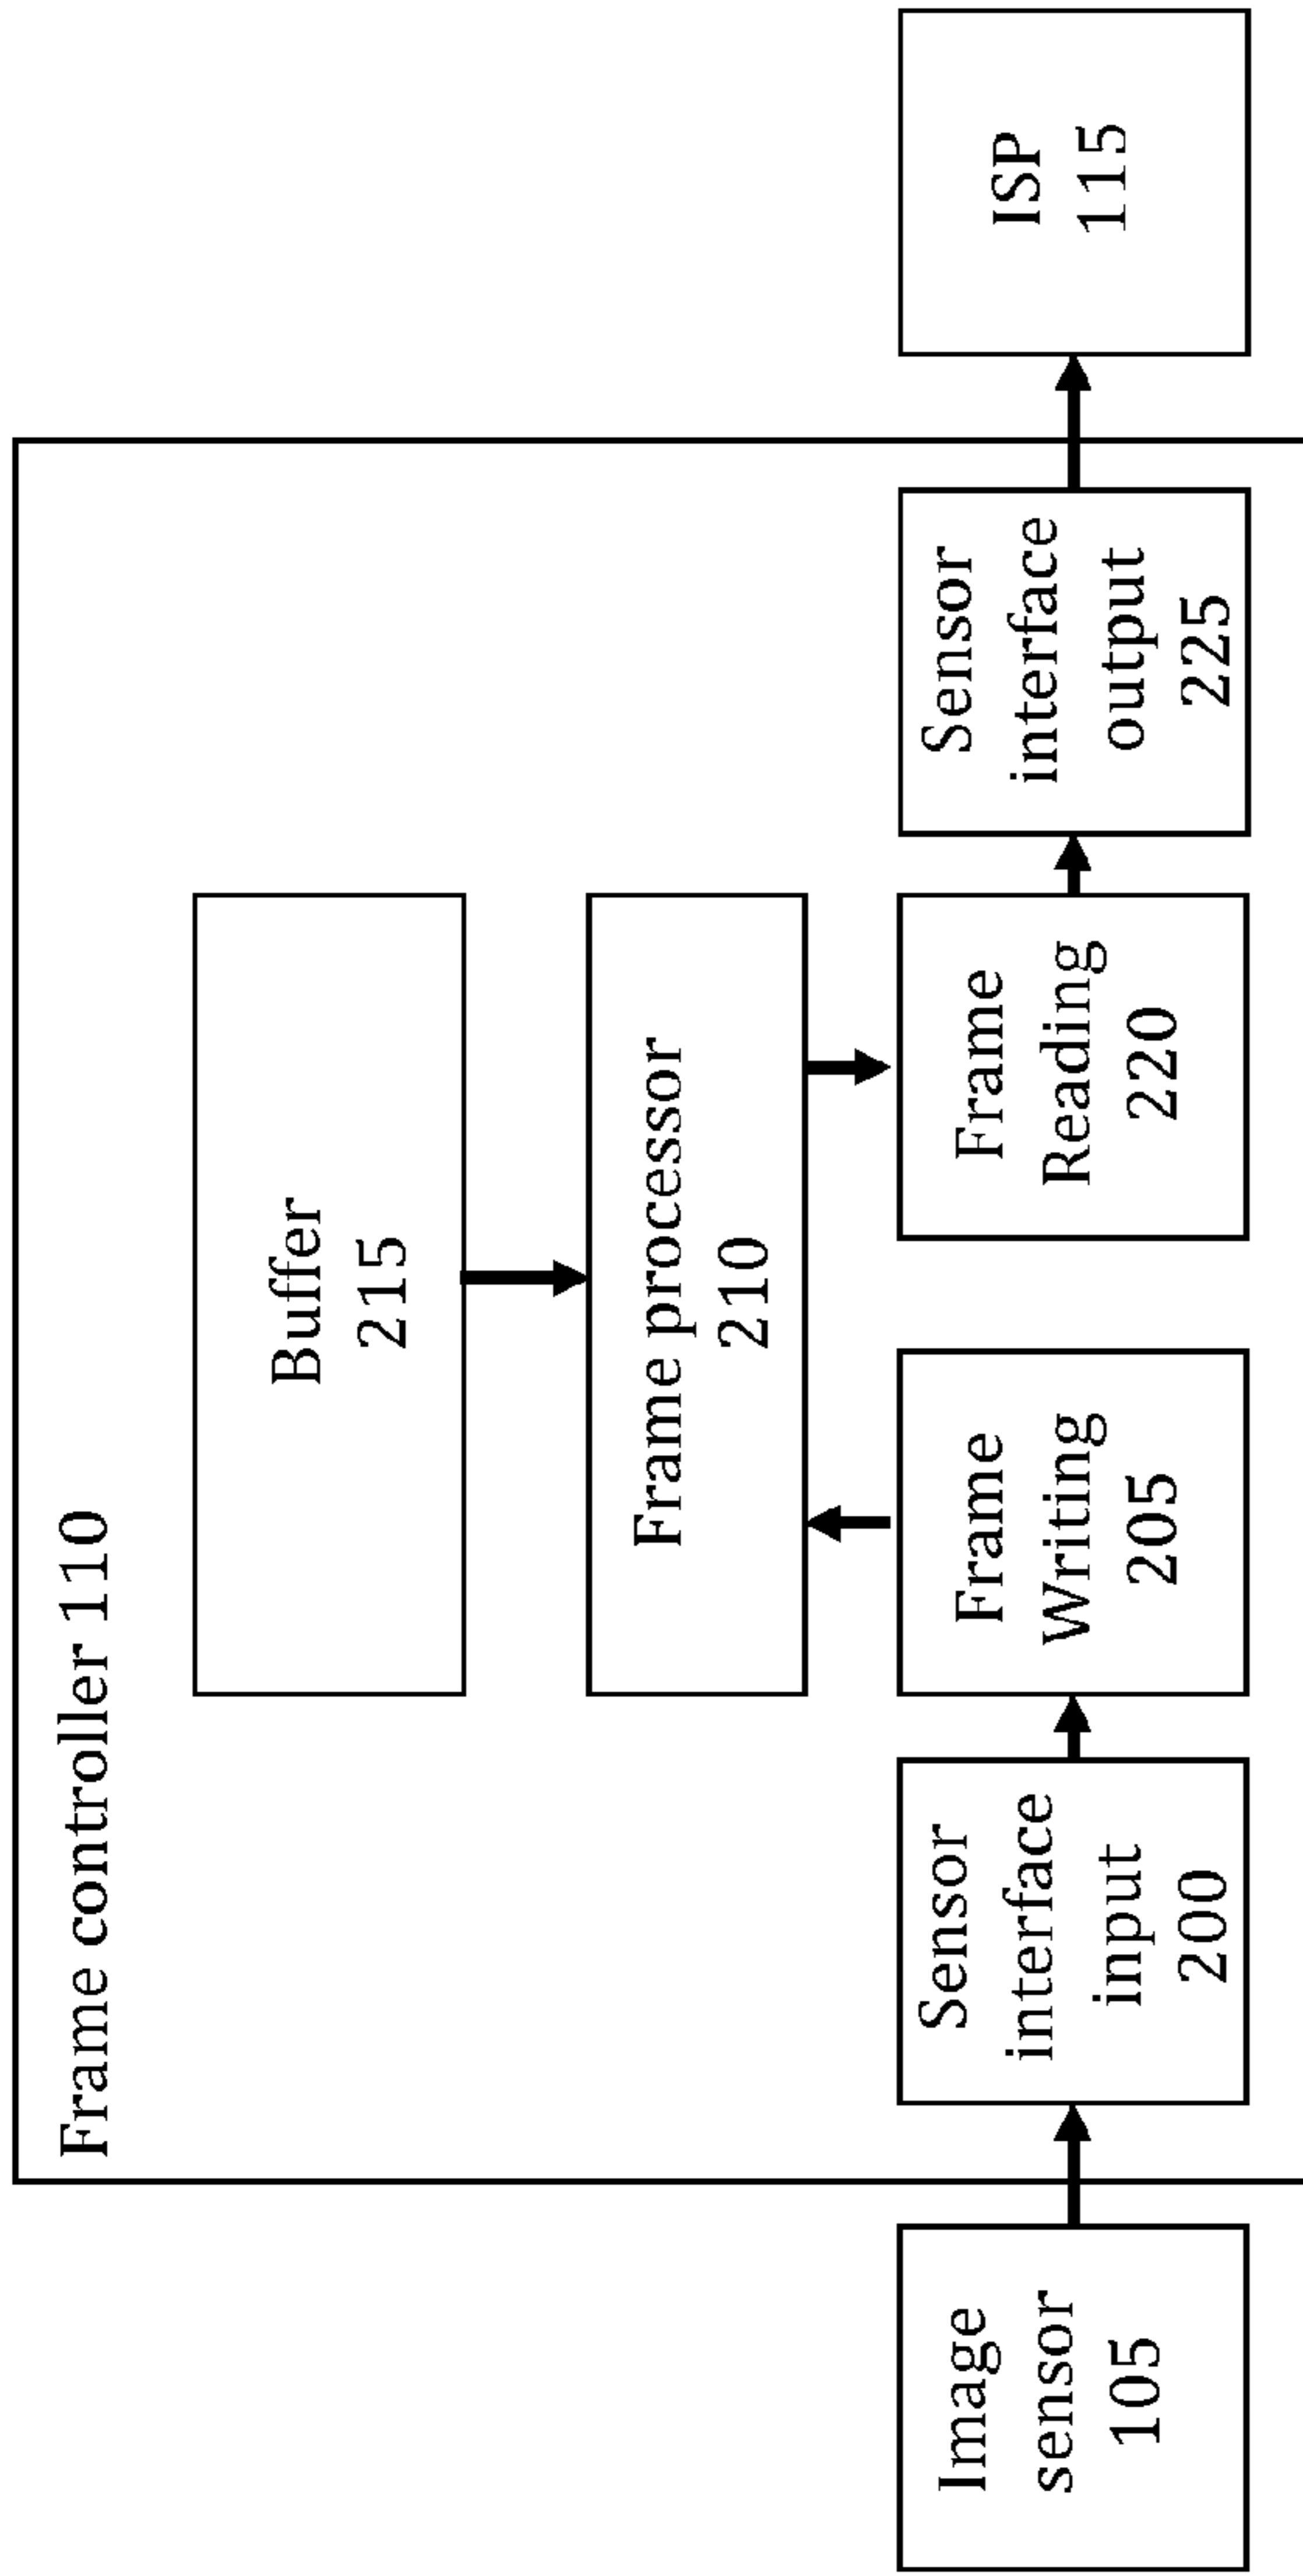 Frame controller 110
Buffer
215
Frame processor
210
Image
sensor
105
Sensor
interface
input
200
Frame
Writing
205
Frame
Reading
220
Sensor
interface
output
225
ISP
115